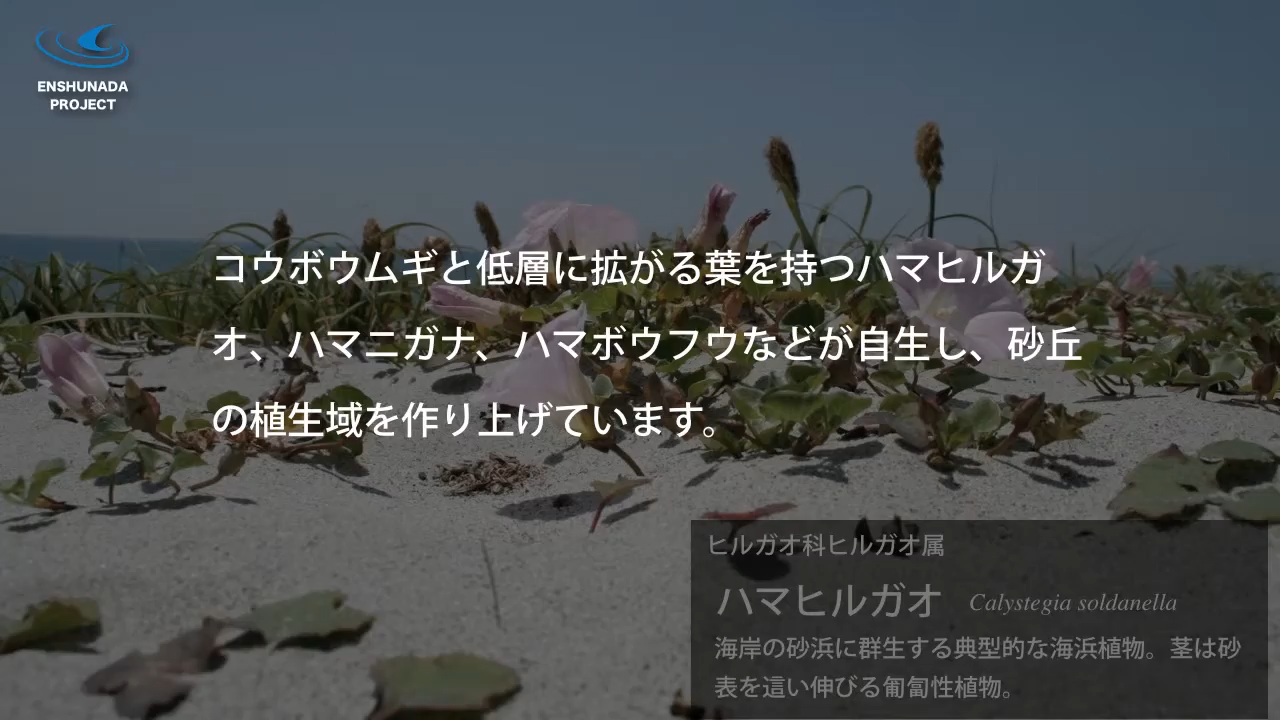 ENSHUNADA
PROJECT
コウボウムギと低層に拡がる葉を持つハマヒルガ
オ、ハマニガナ、ハマボウフウなどが自生し、砂丘
の植生域を作り上げています。
ヒルガオ科ヒルガオ属
ハマヒルガオ Calystegia soldanella
海岸の砂浜に群生する典型的な海浜植物。茎は砂
表を這い伸びる匍匐性植物。